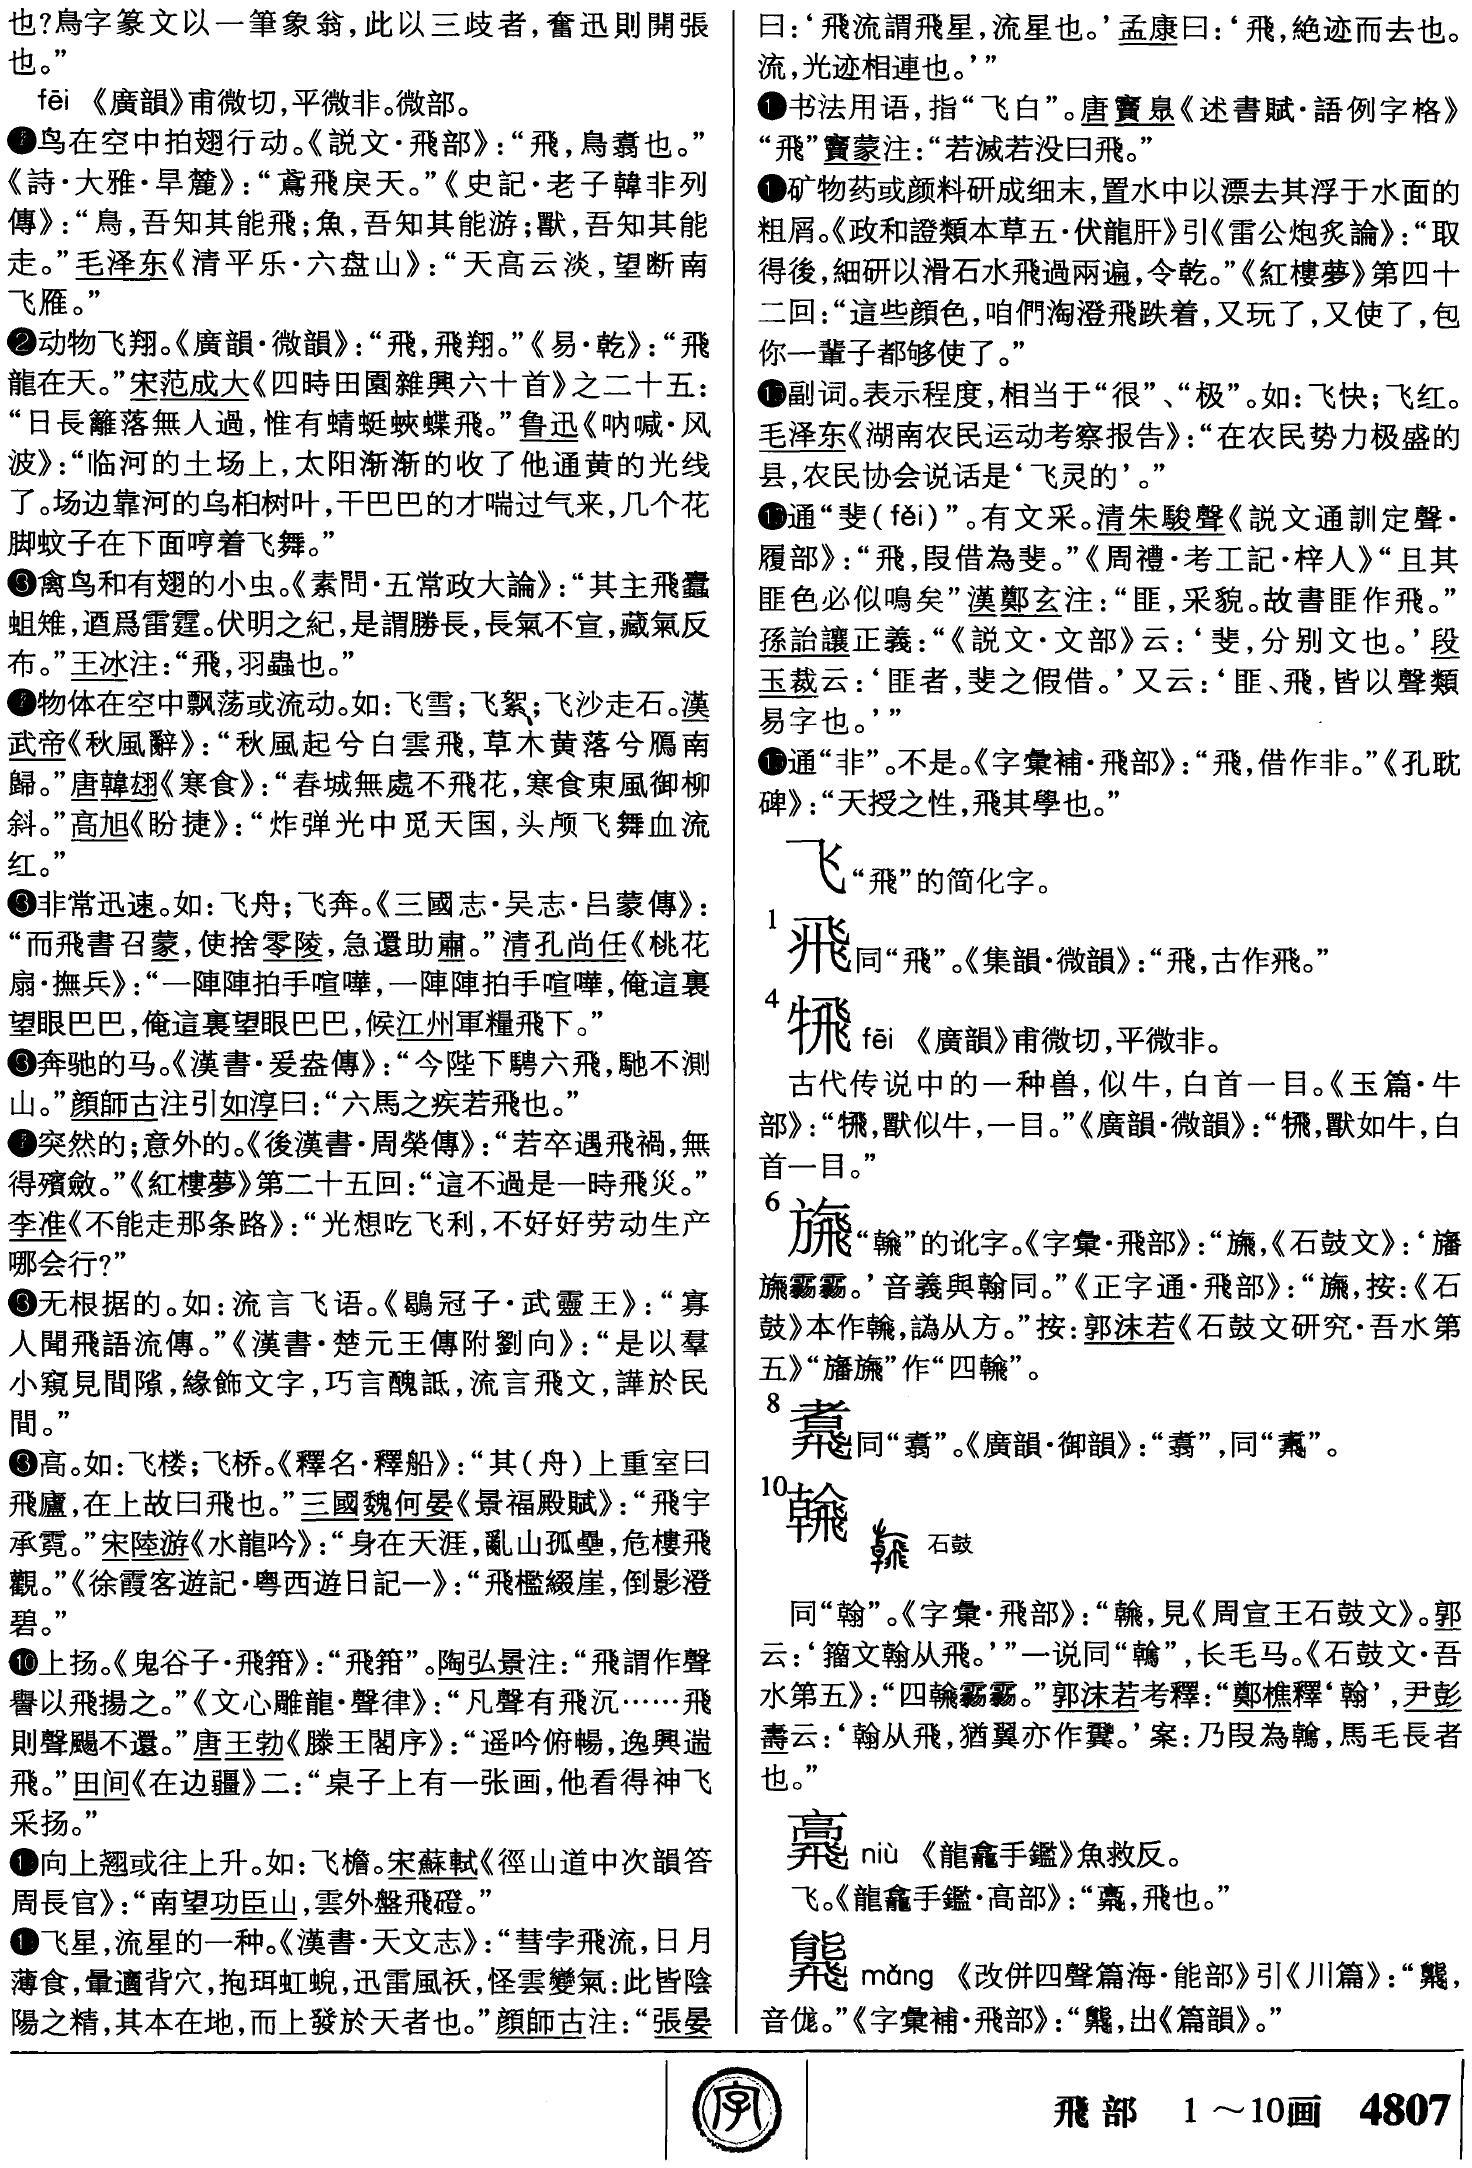 也?鳥字篆文以一筆象翁,此以三歧者,奮迅則開張
也。”
fēi 《廣韻》甫微切,平微非。微部。
❶鸟在空中拍翅行动。《説文·飛部》:“飛,鳥翥也。”
《詩·大雅·旱麓》:“鳶飛戾天。”《史記·老子韓非列
傳》:“鳥,吾知其能飛;魚,吾知其能游;獸,吾知其能
走。”毛泽东《清平乐·六盘山》:“天高云淡,望断南
飞雁。”
❷动物飞翔。《廣韻·微韻》:“飛,飛翔。”《易·乾》:“飛
龍在天。”宋范成大《四時田園雜興六十首》之二十五:
“日長籬落無人過,惟有蜻蜓蛺蝶飛。”鲁迅《呐喊·风
波》:“临河的土场上,太阳渐渐的收了他通黄的光线
了。场边靠河的乌桕树叶,干巴巴的才喘过气来,几个花
脚蚊子在下面哼着飞舞。”
❸禽鸟和有翅的小虫。《素問·五常政大論》:“其主飛蠹
蛆雉,迺爲雷霆。伏明之紀,是謂勝長,長氣不宣,藏氣反
布。”王冰注:“飛,羽蟲也。”
❹物体在空中飘荡或流动。如:飞雪;飞絮;飞沙走石。漢
武帝《秋風辭》:“秋風起兮白雲飛,草木黄落兮鴈南
歸。”唐韓翃《寒食》:“春城無處不飛花,寒食東風御柳
斜。”高旭《盼捷》:“炸弹光中觅天国,头颅飞舞血流
红。”
❺非常迅速。如:飞舟;飞奔。《三國志·吴志·吕蒙傳》:
“而飛書召蒙,使捨零陵,急還助肅。”清孔尚任《桃花
扇·撫兵》:“一陣陣拍手喧嘩,一陣陣拍手喧嘩,俺這裏
望眼巴巴,俺這裏望眼巴巴,候江州軍糧飛下。”
❻奔驰的马。《漢書·爰盎傳》:“今陛下騁六飛,馳不測
山。”顔師古注引如淳曰:“六馬之疾若飛也。”
❼突然的;意外的。《後漢書·周榮傳》:“若卒遇飛禍,無
得殯斂。”《紅樓夢》第二十五回:“這不過是一時飛災。”
李准《不能走那条路》:“光想吃飞利,不好好劳动生产
哪会行?”
❽无根据的。如:流言飞语。《鶡冠子·武靈王》:“寡
人聞飛語流傳。”《漢書·楚元王傳附劉向》:“是以羣
小窺見間隙,緣飾文字,巧言醜詆,流言飛文,譁於民
間。”
❾高。如:飞楼;飞桥。《釋名·釋船》:“其(舟)上重室曰
飛廬,在上故曰飛也。”三國魏何晏《景福殿賦》:“飛宇
承霓。”宋陸游《水龍吟》:“身在天涯,亂山孤壘,危樓飛
觀。”《徐霞客遊記·粤西遊日記一》:“飛檻綴崖,倒影澄
碧。”
❿上扬。《鬼谷子·飛箝》:“飛箝”。陶弘景注:“飛謂作聲
譽以飛揚之。”《文心雕龍·聲律》:“凡聲有飛沉……飛
則聲颺不還。”唐王勃《滕王閣序》:“遥吟俯暢,逸興遄
飛。”田间《在边疆》二:“桌子上有一张画,他看得神飞
采扬。”
⓫向上翘或往上升。如:飞檐。宋蘇軾《徑山道中次韻答
周長官》:“南望功臣山,雲外盤飛磴。”
⓬飞星,流星的一种。《漢書·天文志》:“彗孛飛流,日月
薄食,暈適背穴,抱珥虹蜺,迅雷風祅,怪雲變氣:此皆陰
陽之精,其本在地,而上發於天者也。”顔師古注:“張晏
曰:‘飛流謂飛星,流星也。’孟康曰:‘飛,絶迹而去也。
流,光迹相連也。’”
⓭书法用语,指“飞白”。唐竇臮《述書賦·語例字格》
“飛”竇蒙注:“若滅若没曰飛。”
⓮矿物药或颜料研成细末,置水中以漂去其浮于水面的
粗屑。《政和證類本草五·伏龍肝》引《雷公炮炙論》:“取
得後,細研以滑石水飛過兩遍,令乾。”《紅樓夢》第四十
二回:“這些顔色,咱們淘澄飛跌着,又玩了,又使了,包
你一輩子都够使了。”
⓯副词。表示程度,相当于“很”、“极”。如:飞快;飞红。
毛泽东《湖南农民运动考察报告》:“在农民势力极盛的
县,农民协会说话是‘飞灵的’。”
⓰通“斐(fěi)”。有文采。清朱駿聲《説文通訓定聲·
履部》:“飛,叚借為斐。”《周禮·考工記·梓人》“且其
匪色必似鳴矣”漢鄭玄注:“匪,采貌。故書匪作飛。”
孫詒讓正義:“《説文·文部》云:‘斐,分别文也。’段
玉裁云:‘匪者,斐之假借。’又云:‘匪、飛,皆以聲類
易字也。’”
⓱通“非”。不是。《字彙補·飛部》:“飛,借作非。”《孔耽
碑》:“天授之性,飛其學也。”
飞“飛”的简化字。
1 同“飛”。《集韻·微韻》:“飛,古作。”
4 fēi 《廣韻》甫微切,平微非。
古代传说中的一种兽,似牛,白首一目。《玉篇·牛
部》:“,獸似牛,一目。”《廣韻·微韻》:“,獸如牛,白
首一目。”
6 “”的讹字。《字彙·飛部》:“,《石鼓文》:‘
霧霧。’音義與翰同。”《正字通·飛部》:“,按:《石
鼓》本作,譌从方。”按:郭沫若《石鼓文研究·吾水第
五》“”作“四”。
8 同“翥”。《廣韻·御韻》:“翥”,同“”。
10 石鼓
同“翰”。《字彙·飛部》:“,見《周宣王石鼓文》。郭
云:‘籀文翰从飛。’”一说同“”,长毛马。《石鼓文·吾
水第五》:“四霧霧。”郭沫若考釋:“鄭樵釋‘翰’,尹彭
壽云:‘翰从飛,猶翼亦作。’案:乃叚為,馬毛長者
也。”
niù 《龍龕手鑑》魚救反。
飞。《龍龕手鑑·高部》:“,飛也。”
mǎng 《改併四聲篇海·能部》引《川篇》:“,
音㑻。”《字彙補·飛部》:“,出《篇韻》。”
字
飛部 1~10画 4807